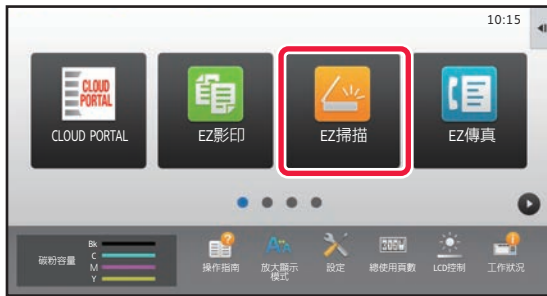 10:15
CLOUD
PORTAL
CLOUD PORTAL
EZ影印
EZ掃描
EZ傳真
碳粉容量
Bk
C
M
Y
操作指南
放大顯示
模式
設定
總使用頁數
LCD控制
工作狀況